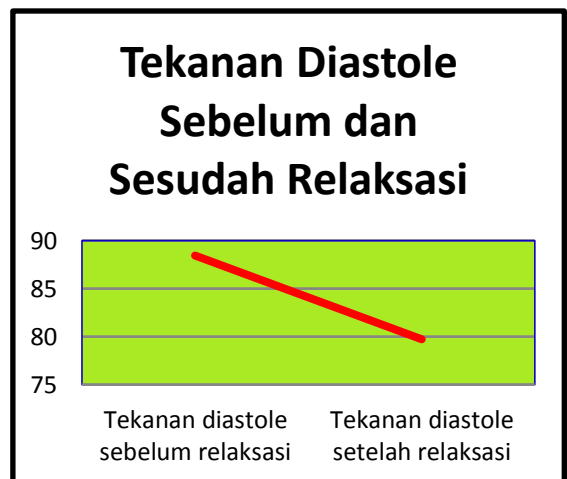 Tekanan Diastole
Sebelum dan
Sesudah Relaksasi
90
85
80
75
Tekanan diastole
sebelum relaksasi
Tekanan diastole
setelah relaksasi